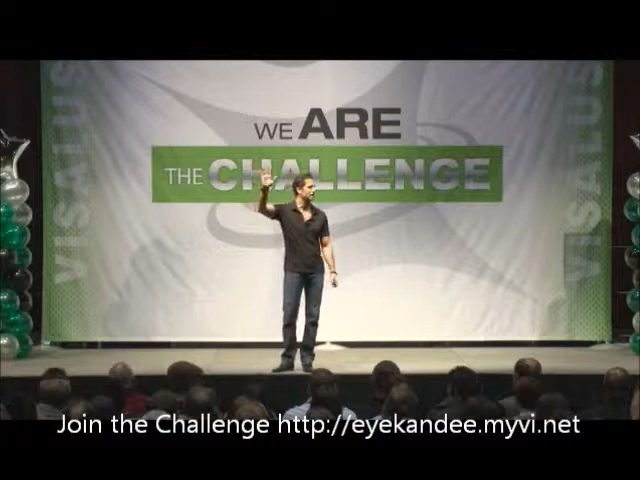 WE ARE
THE CHALLENGE
VISALUS
VISALUS
Join the Challenge http://eyekandee.myvi.net